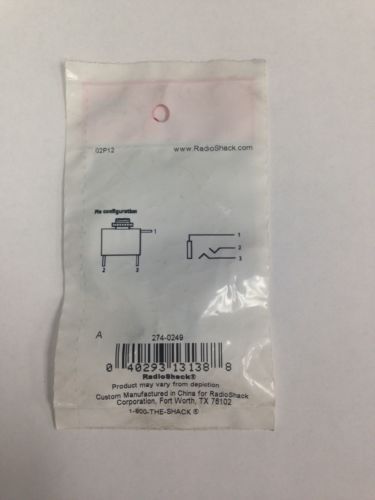 02P12 www.RadioShack.com
Pin configuration
1
2 3
1
2
3
A 274-0249
0 40293 13138 8
RadioShack®
Product may vary from depiction
Custom Manufactured in China for RadioShack
Corporation, Fort Worth, TX 76102
1-800-THE-SHACK ®